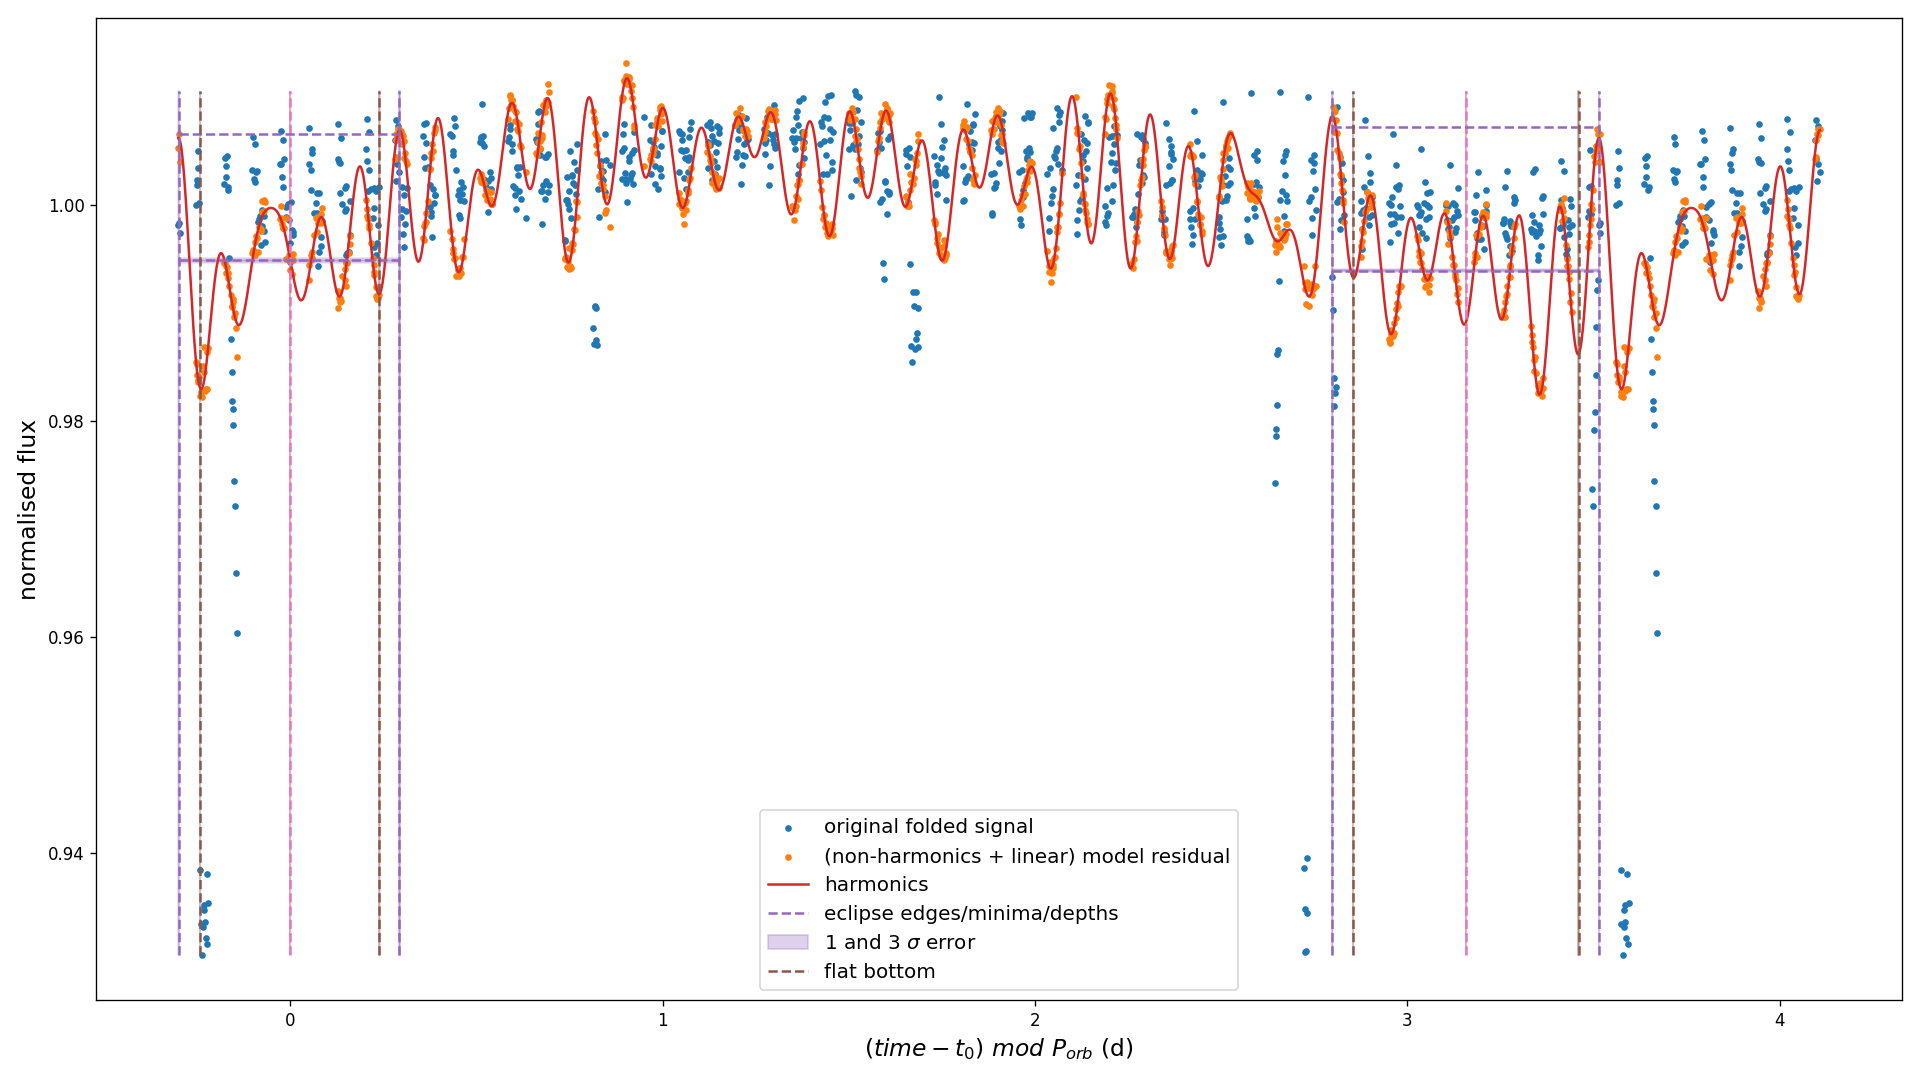 normalised flux
1.00
0.98
0.96
0.94
0
1
2
3
4
(time − t₀) mod Pₒᵣb (d)
original folded signal
(non-harmonics + linear) model residual
harmonics
eclipse edges/minima/depths
1 and 3 σ error
flat bottom